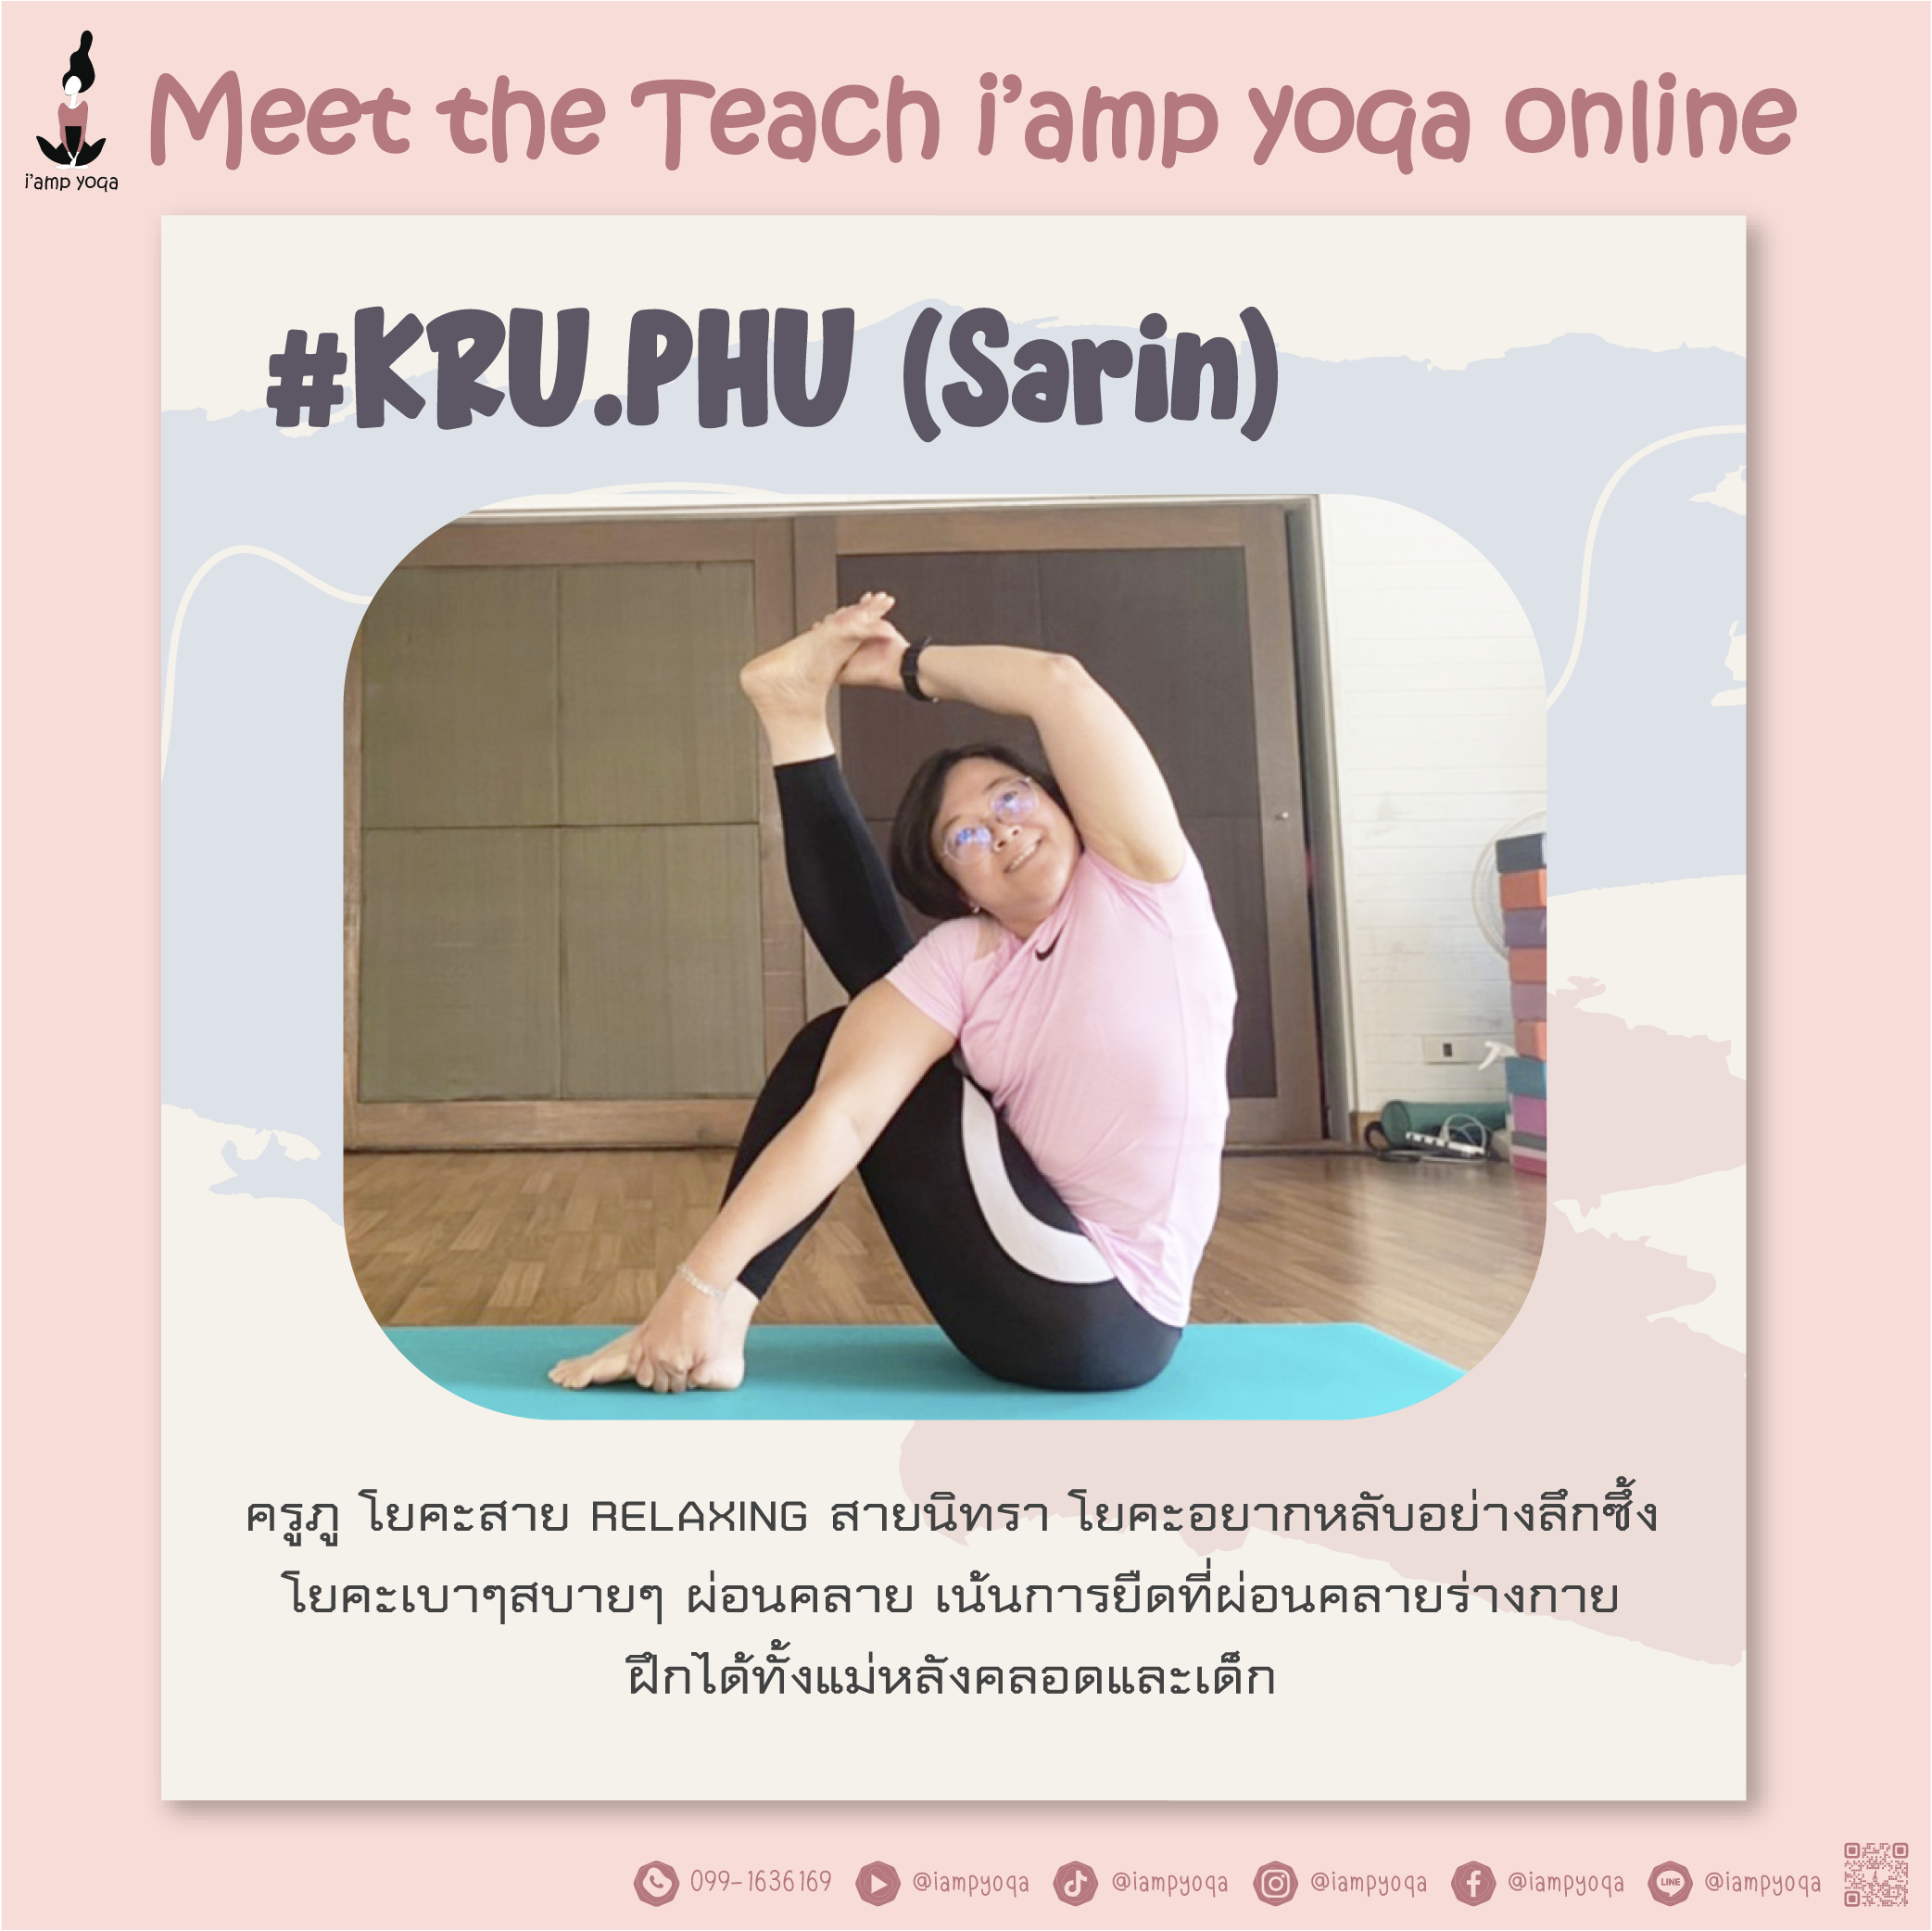 Meet the Teach i'amp yoga online
i'amp yoga
#KRU.PHU (Sarin)
ครูภู โยคะสาย RELAXING สายนิทรา โยคะอยากหลับอย่างลึกซึ้ง
โยคะเบาๆสบายๆ ผ่อนคลาย เน้นการยืดที่ผ่อนคลายร่างกาย
ฝึกได้ทั้งแม่หลังคลอดและเด็ก
099-1636169 @iampyoga @iampyoga @iampyoga @iampyoga LINE @iampyoga